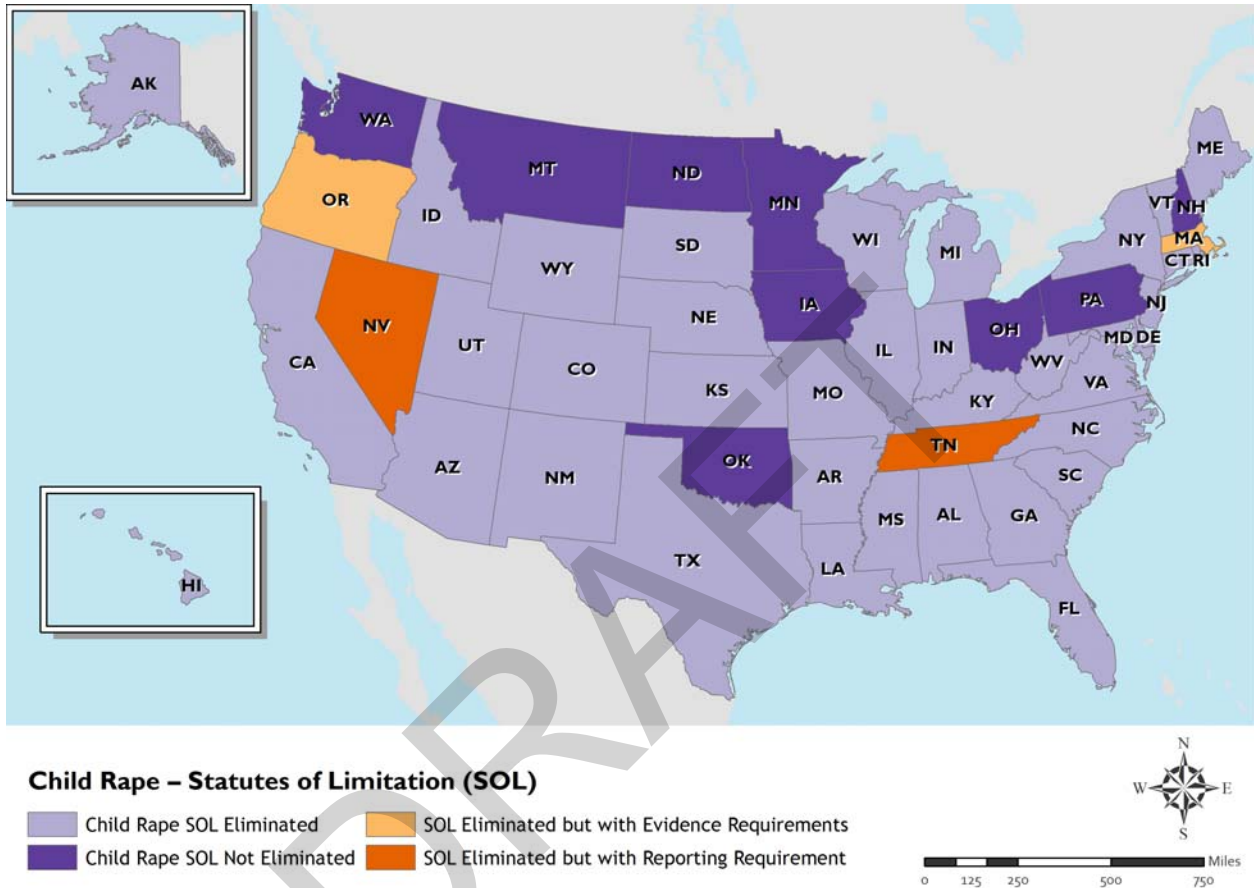 AK
WA
MT
ND
MN
ME
VT
NH
OR
ID
SD
WI
MI
NY
MA
CT RI
WY
NV
NE
IA
IL
IN
OH
PA
NJ
MD DE
CA
UT
CO
KS
MO
KY
WV
VA
AZ
NM
OK
AR
TN
NC
SC
MS
AL
GA
TX
LA
FL
HI
DRAFT
Child Rape – Statutes of Limitation (SOL)
Child Rape SOL Eliminated
SOL Eliminated but with Evidence Requirements
Child Rape SOL Not Eliminated
SOL Eliminated but with Reporting Requirement
N
W E
S
Miles
0 125 250 500 750